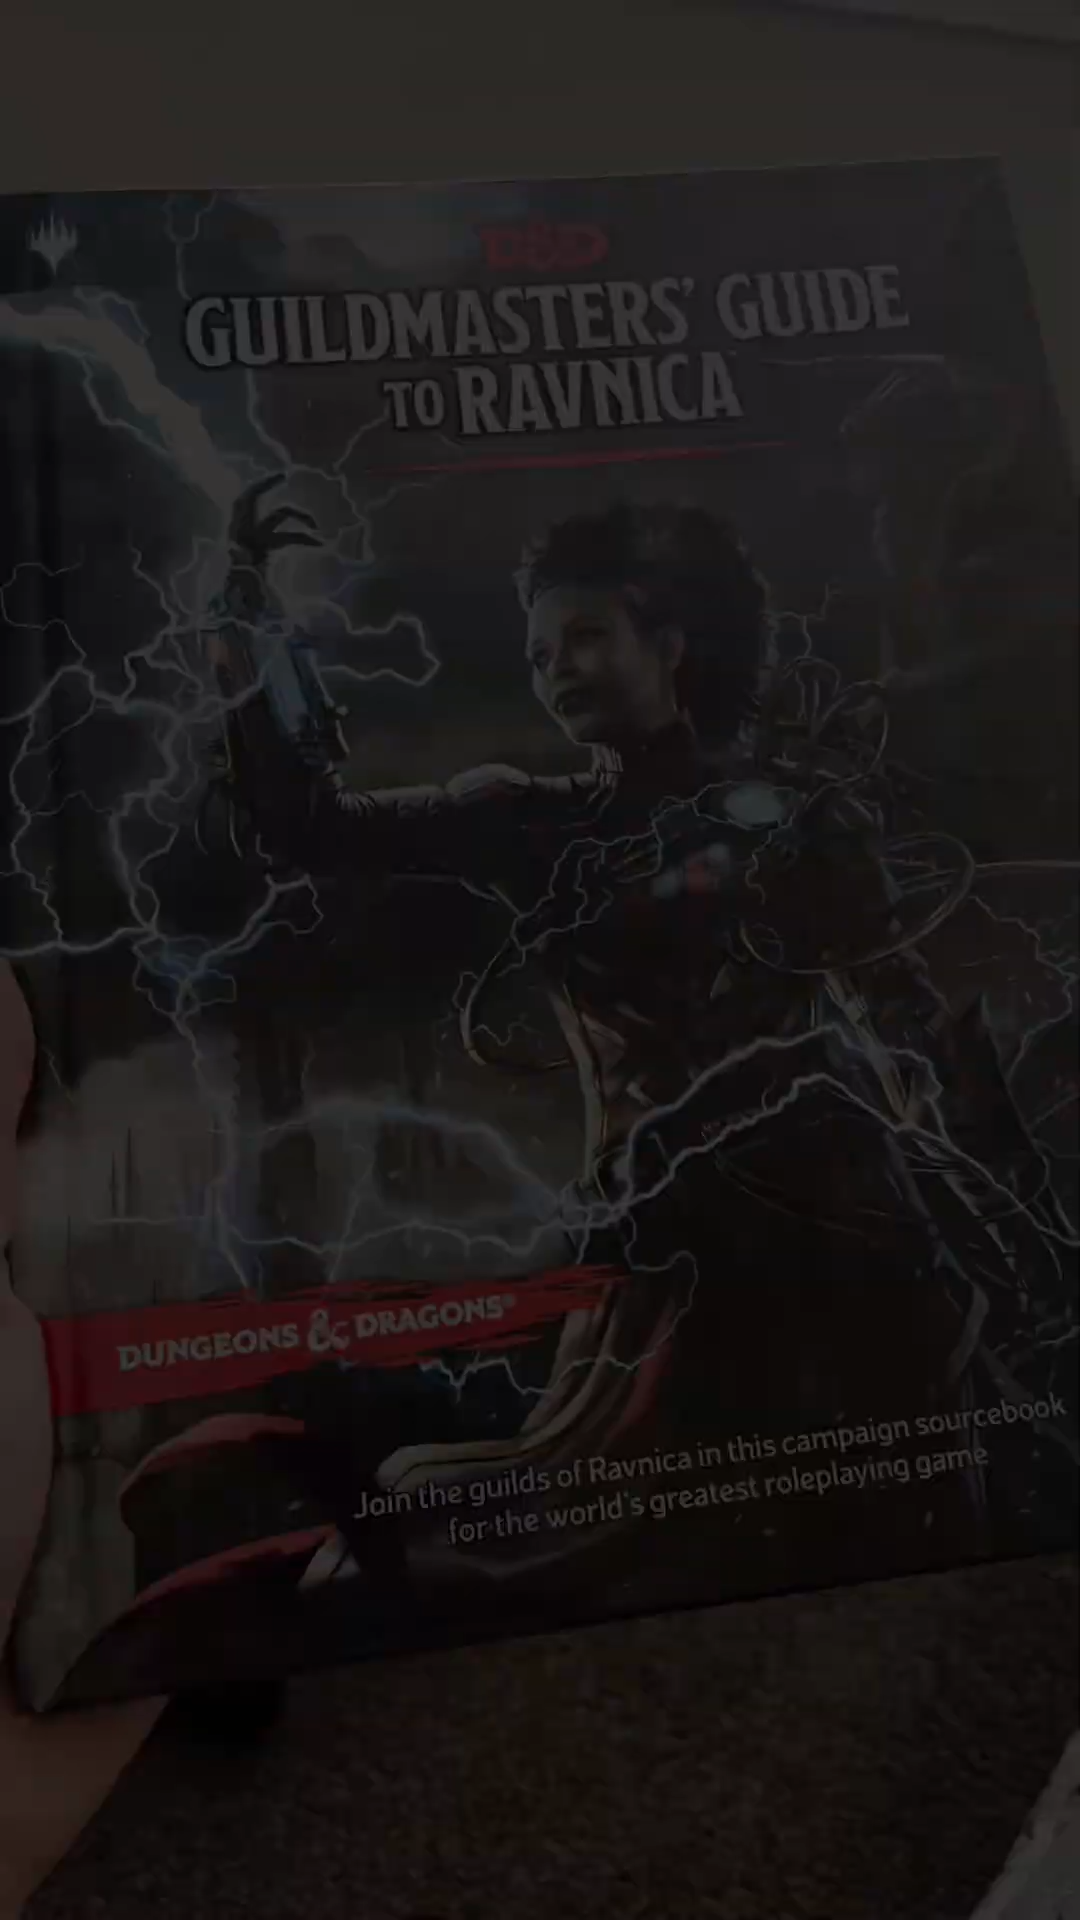 D&D
GUILDMASTERS' GUIDE
TO RAVNICA
DUNGEONS & DRAGONS®
Join the guilds of Ravnica in this campaign sourcebook
for the world's greatest roleplaying game